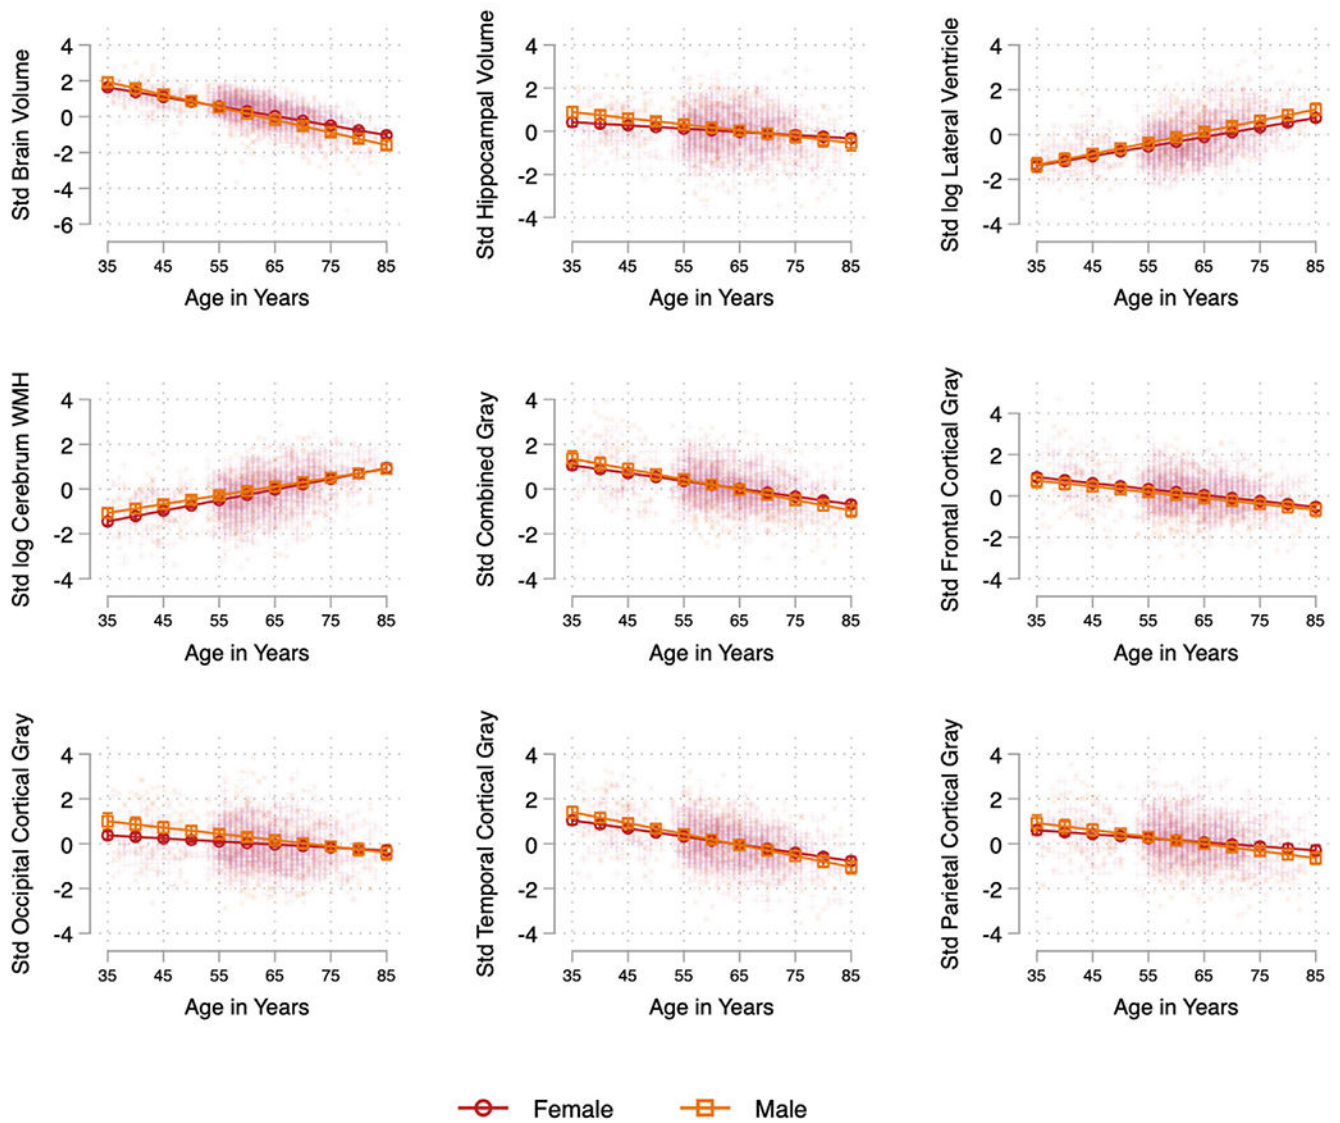 Std Brain Volume
4
2
0
-2
-4
-6
35 45 55 65 75 85
Age in Years
Std Hippocampal Volume
4
2
0
-2
-4
35 45 55 65 75 85
Age in Years
Std log Lateral Ventricle
4
2
0
-2
-4
35 45 55 65 75 85
Age in Years
Std log Cerebrum WMH
4
2
0
-2
-4
35 45 55 65 75 85
Age in Years
Std Combined Gray
4
2
0
-2
-4
35 45 55 65 75 85
Age in Years
Std Frontal Cortical Gray
4
2
0
-2
-4
35 45 55 65 75 85
Age in Years
Std Occipital Cortical Gray
4
2
0
-2
-4
35 45 55 65 75 85
Age in Years
Std Temporal Cortical Gray
4
2
0
-2
-4
35 45 55 65 75 85
Age in Years
Std Parietal Cortical Gray
4
2
0
-2
-4
35 45 55 65 75 85
Age in Years
Female Male